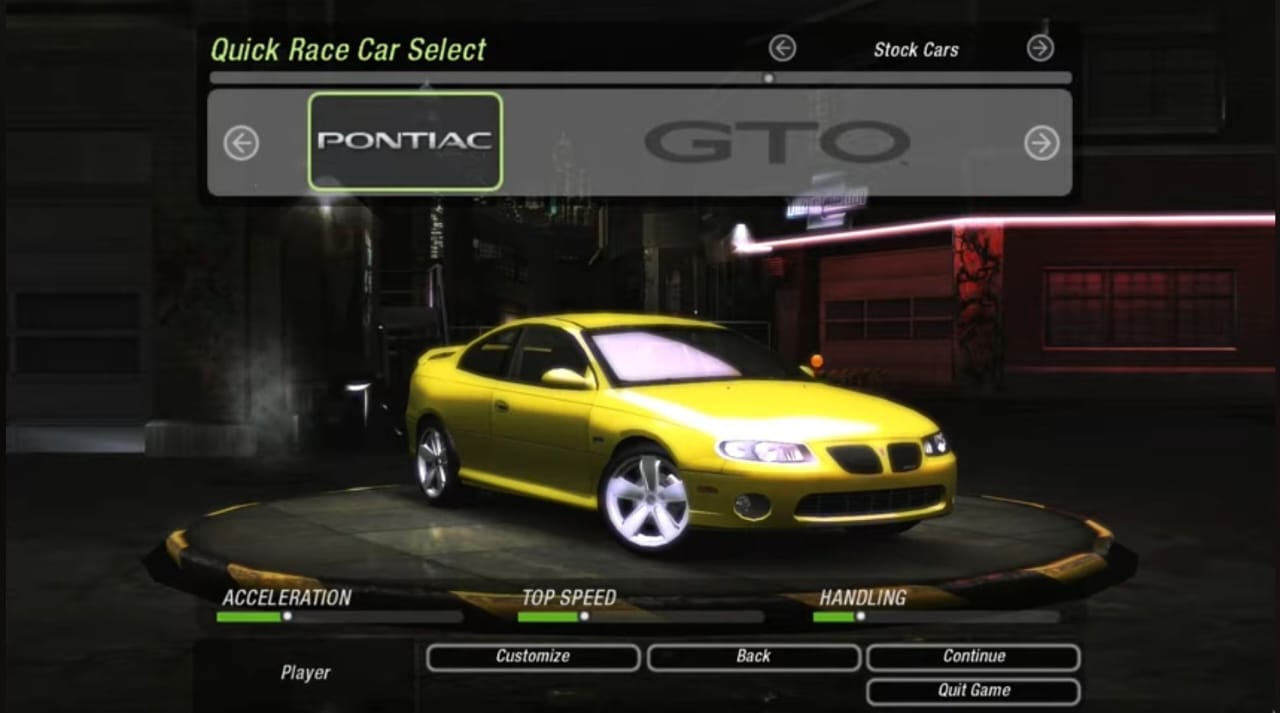 Quick Race Car Select
Stock Cars
PONTIAC
GTO
ACCELERATION
TOP SPEED
HANDLING
Player
Customize
Back
Continue
Quit Game